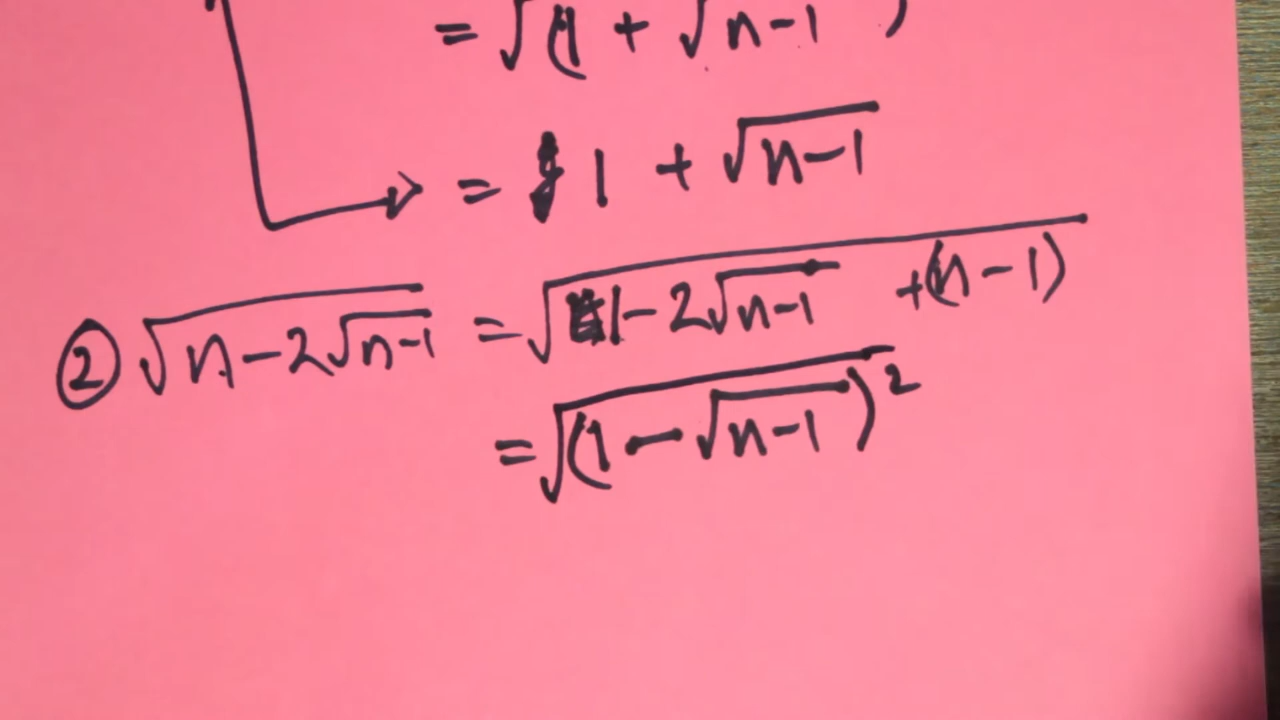 = √(1 + √n-1 )
= 1 + √n-1
② √n-2√n-1 = √1-2√n-1 +(n-1)
= √(1-√n-1)²